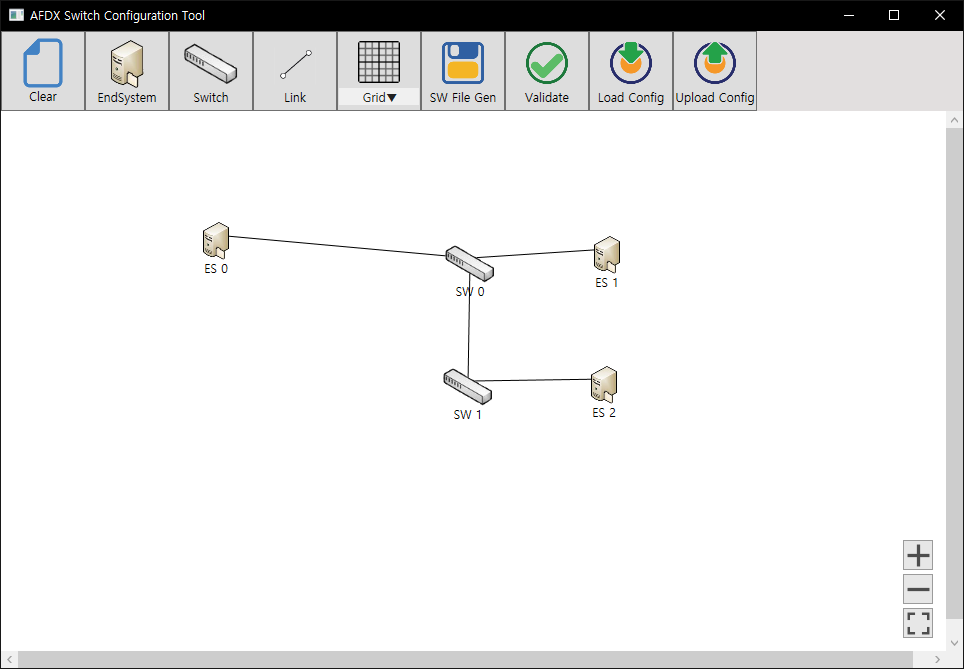 AFDX Switch Configuration Tool
Clear
EndSystem
Switch
Link
Grid▼
SW File Gen
Validate
Load Config
Upload Config
ES 0
SW 0
ES 1
SW 1
ES 2